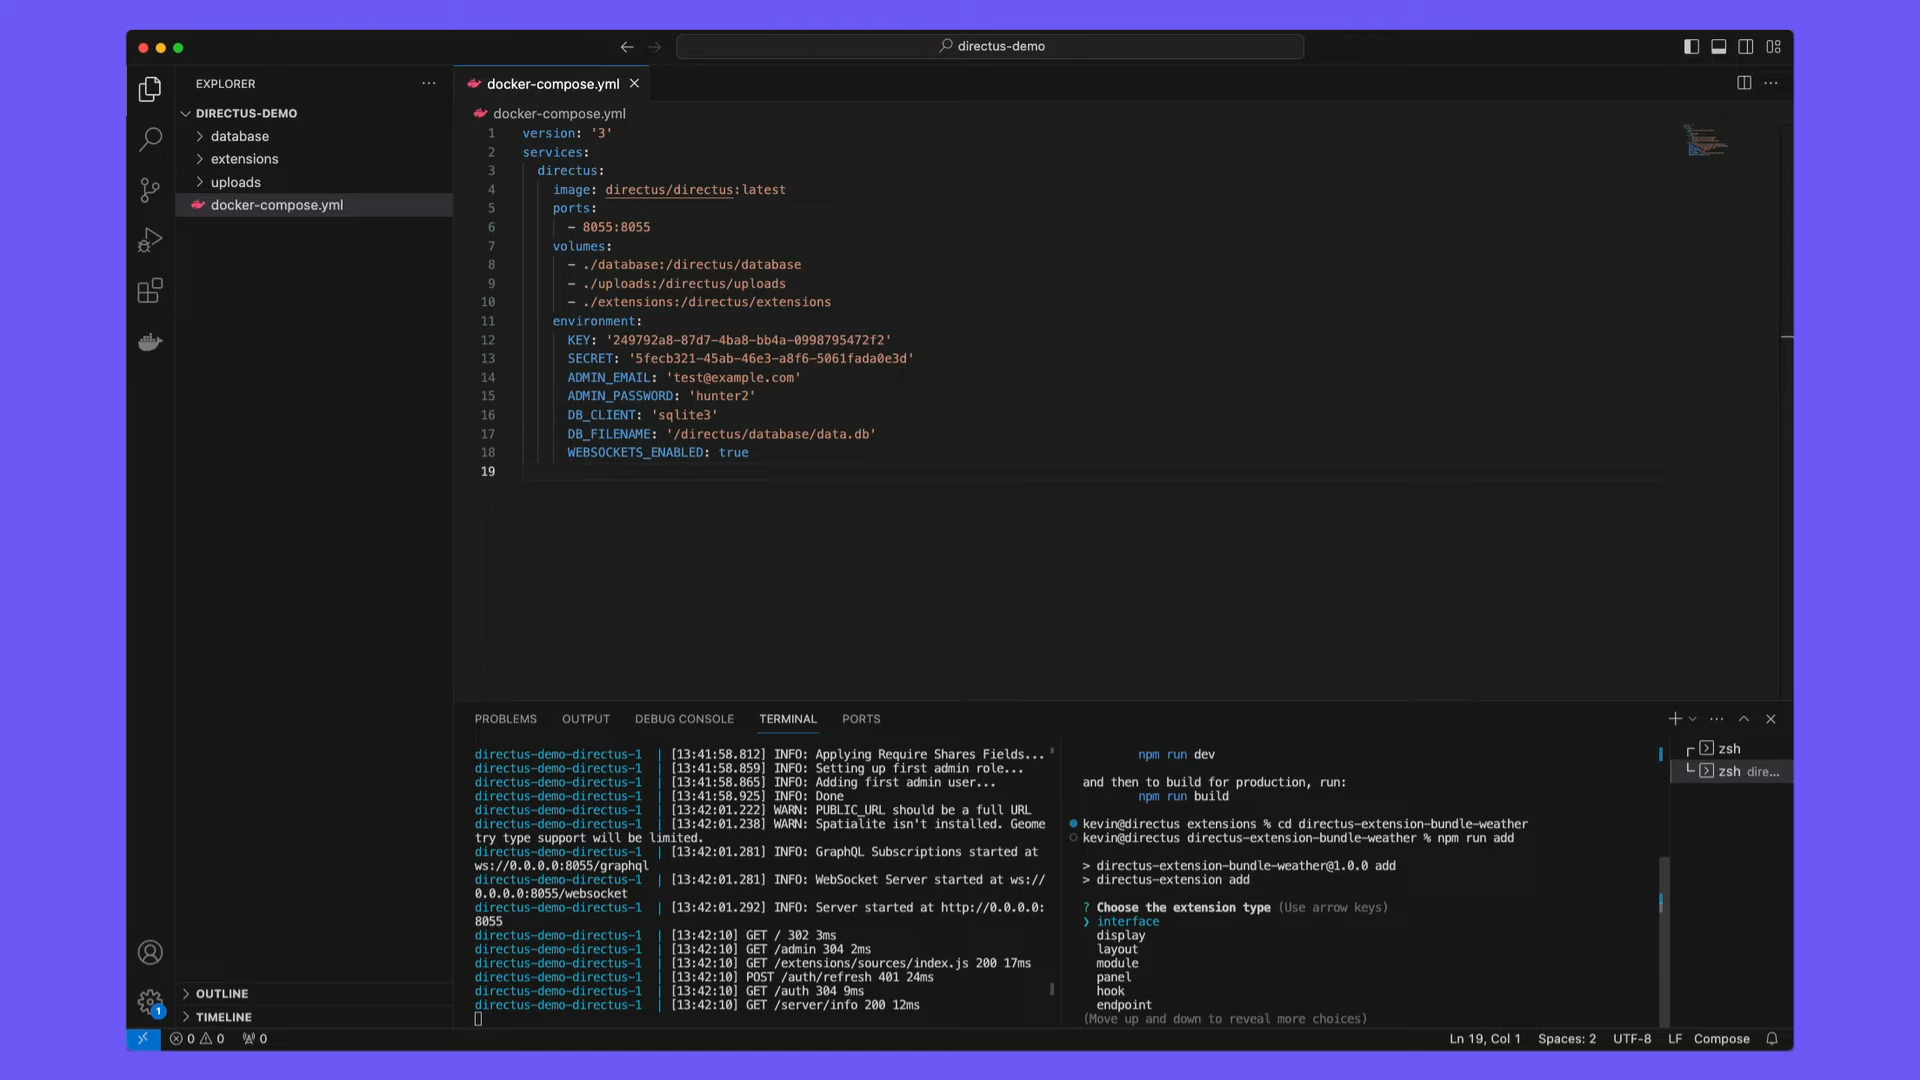 directus-demo
EXPLORER
DIRECTUS-DEMO
database
extensions
uploads
docker-compose.yml
OUTLINE
TIMELINE
docker-compose.yml
docker-compose.yml
1 version: '3'
2 services:
3 directus:
4 image: directus/directus:latest
5 ports:
6 - 8055:8055
7 volumes:
8 - ./database:/directus/database
9 - ./uploads:/directus/uploads
10 - ./extensions:/directus/extensions
11 environment:
12 KEY: '249792a8-87d7-4ba8-bb4a-0998795472f2'
13 SECRET: '5fecb321-45ab-46e3-a8f6-5061fada0e3d'
14 ADMIN_EMAIL: 'test@example.com'
15 ADMIN_PASSWORD: 'hunter2'
16 DB_CLIENT: 'sqlite3'
17 DB_FILENAME: '/directus/database/data.db'
18 WEBSOCKETS_ENABLED: true
19
PROBLEMS OUTPUT DEBUG CONSOLE TERMINAL PORTS
directus-demo-directus-1 | [13:41:58.812] INFO: Applying Require Shares Fields...
directus-demo-directus-1 | [13:41:58.859] INFO: Setting up first admin role...
directus-demo-directus-1 | [13:41:58.865] INFO: Adding first admin user...
directus-demo-directus-1 | [13:41:58.925] INFO: Done
directus-demo-directus-1 | [13:42:01.222] WARN: PUBLIC_URL should be a full URL
directus-demo-directus-1 | [13:42:01.238] WARN: Spatialite isn't installed. Geome
try type support will be limited.
directus-demo-directus-1 | [13:42:01.281] INFO: GraphQL Subscriptions started at
ws://0.0.0.0:8055/graphql
directus-demo-directus-1 | [13:42:01.281] INFO: WebSocket Server started at ws://
0.0.0.0:8055/websocket
directus-demo-directus-1 | [13:42:01.292] INFO: Server started at http://0.0.0.0:
8055
directus-demo-directus-1 | [13:42:10] GET / 302 3ms
directus-demo-directus-1 | [13:42:10] GET /admin 304 2ms
directus-demo-directus-1 | [13:42:10] GET /extensions/sources/index.js 200 17ms
directus-demo-directus-1 | [13:42:10] POST /auth/refresh 401 24ms
directus-demo-directus-1 | [13:42:10] GET /auth 304 9ms
directus-demo-directus-1 | [13:42:10] GET /server/info 200 12ms
npm run dev
and then to build for production, run:
npm run build
kevin@directus extensions % cd directus-extension-bundle-weather
kevin@directus directus-extension-bundle-weather % npm run add
> directus-extension-bundle-weather@1.0.0 add
> directus-extension add
? Choose the extension type (Use arrow keys)
❯ interface
display
layout
module
panel
hook
endpoint
(Move up and down to reveal more choices)
zsh
zsh dire...
1
0 0 0
Ln 19, Col 1 Spaces: 2 UTF-8 LF Compose